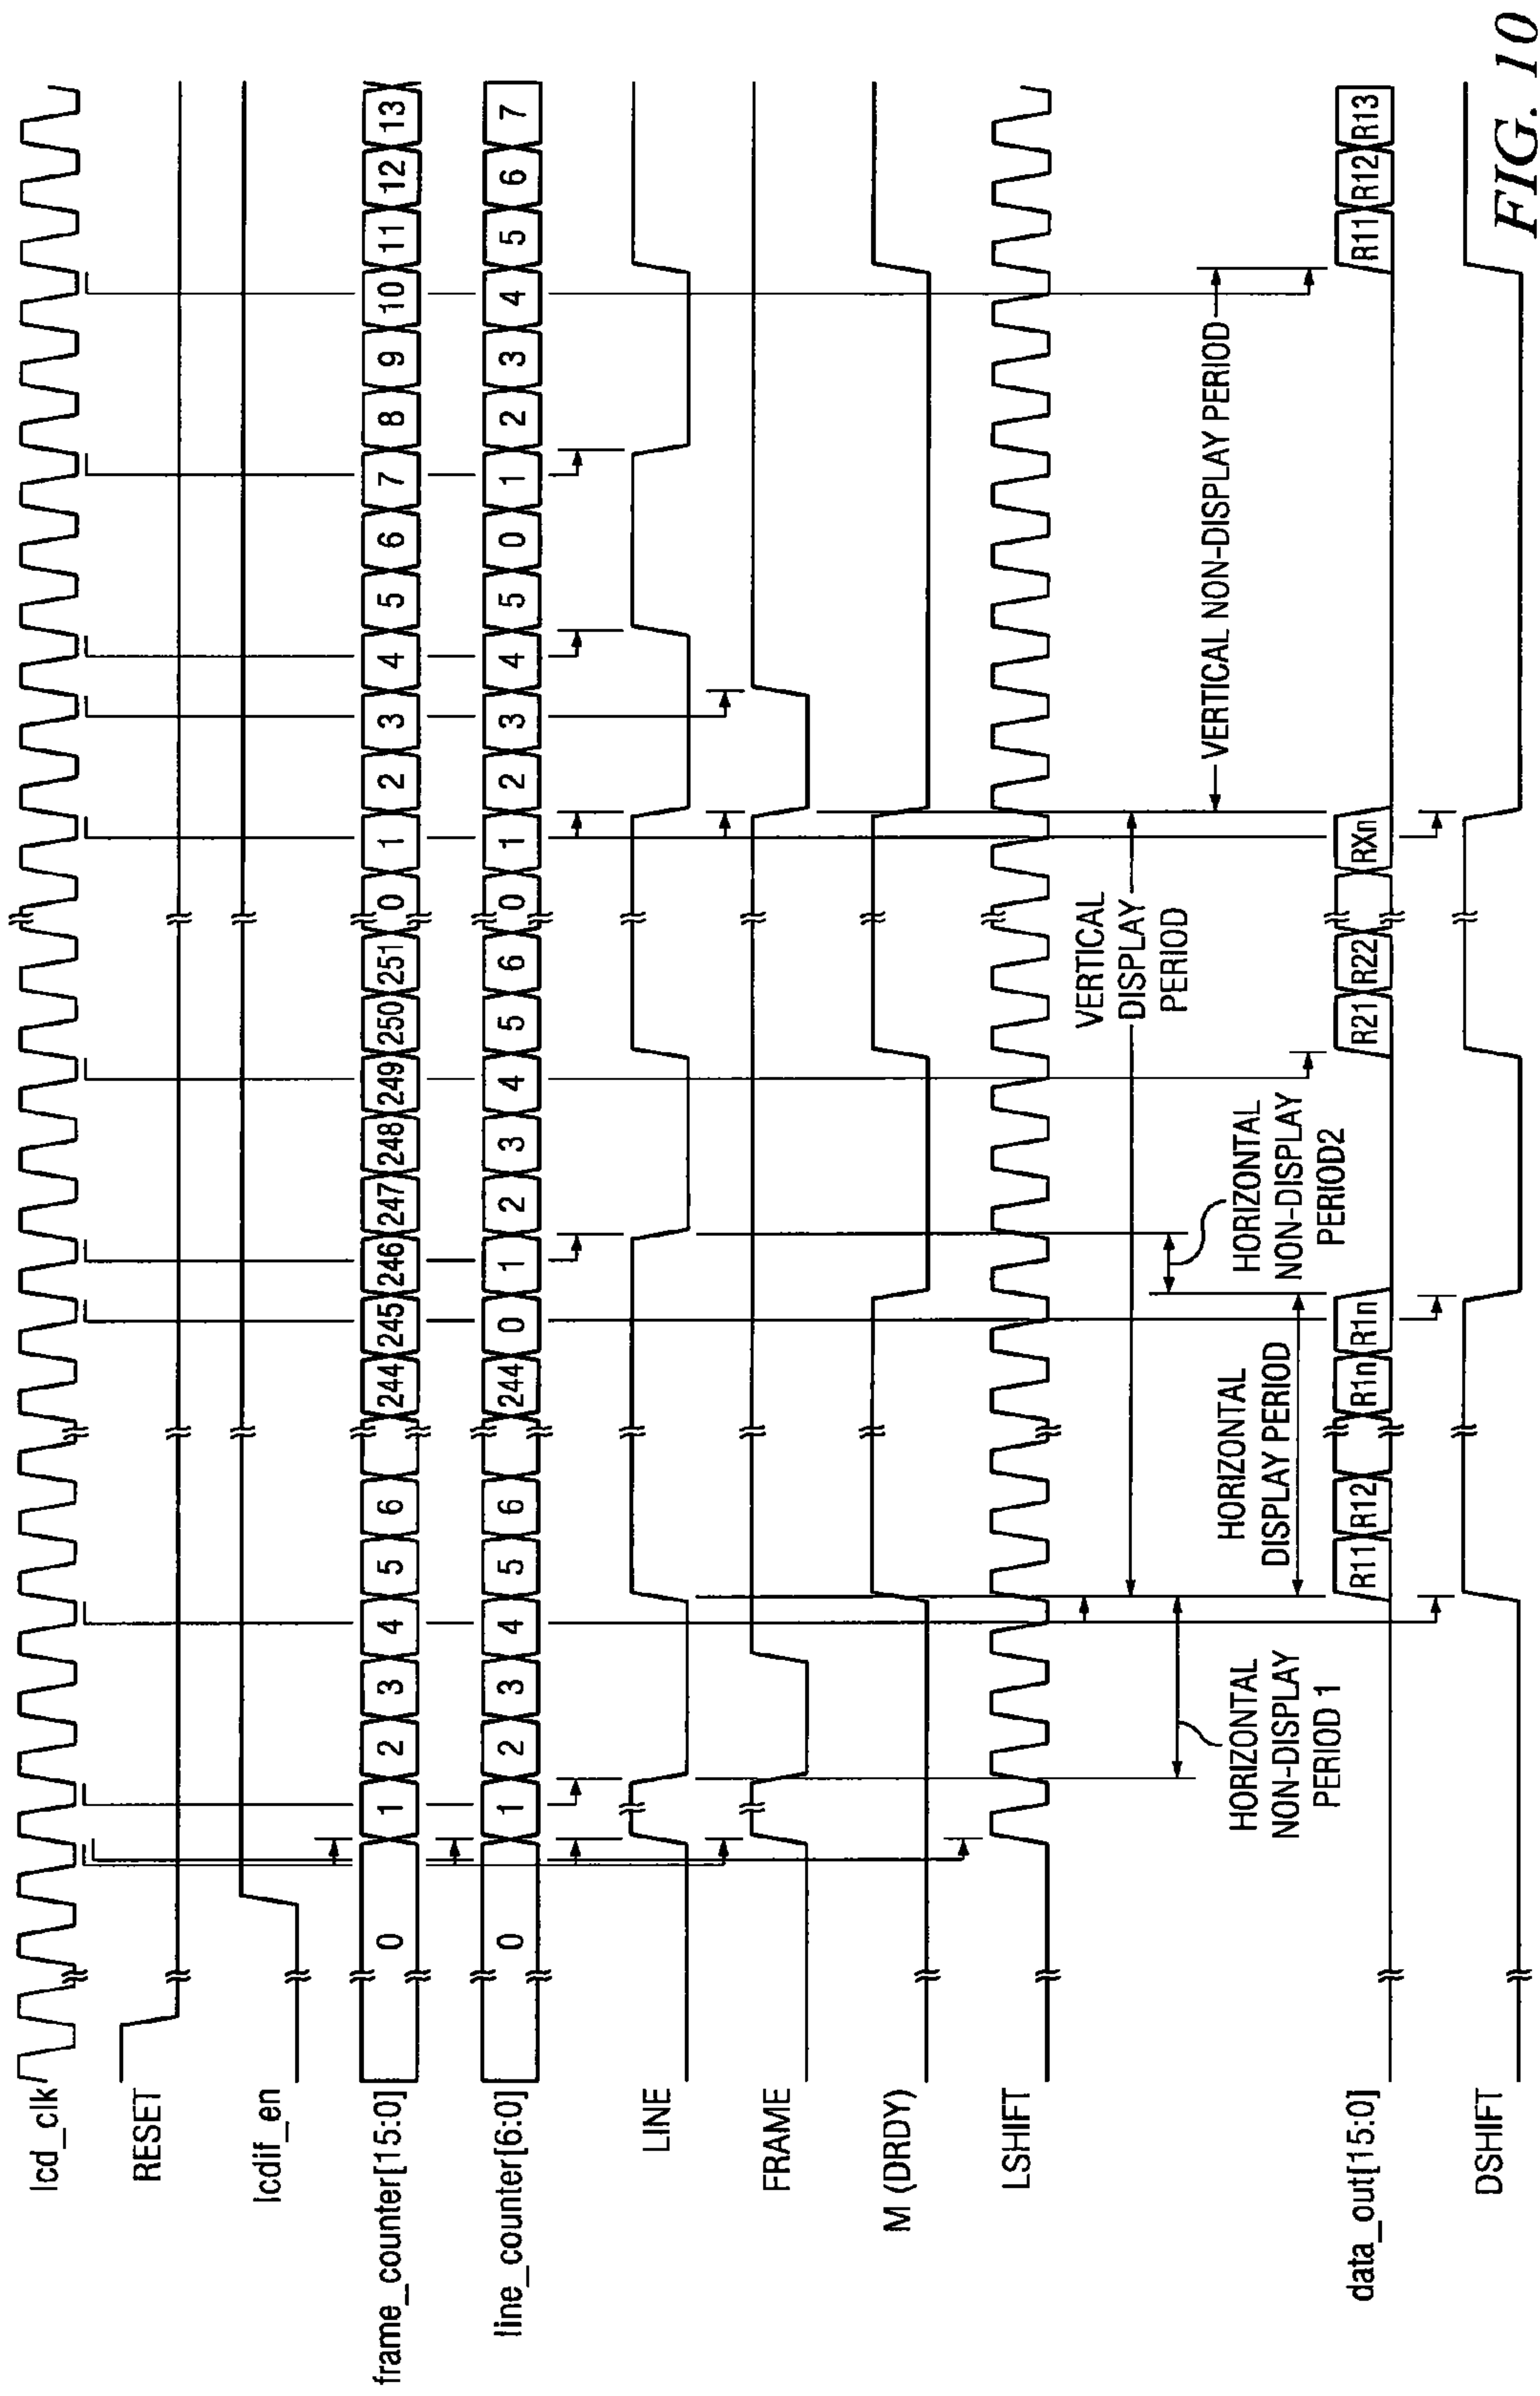 lcd_clk
RESET
lcdif_en
frame_counter[15:0] 0 1 2 3 4 5 6 244 245 246 247 248 249 250 251 0 1 2 3 4 5 6 7 8 9 10 11 12 13
line_counter[6:0] 0 1 2 3 4 5 6 244 0 1 2 3 4 5 6 0 1 2 3 4 5 0 1 2 3 4 5 6 7
LINE
FRAME
M (DRDY)
LSHIFT
HORIZONTAL
NON-DISPLAY
PERIOD 1
HORIZONTAL
DISPLAY PERIOD
HORIZONTAL
NON-DISPLAY
PERIOD2
VERTICAL
DISPLAY
PERIOD
VERTICAL NON-DISPLAY PERIOD
data_out[15:0] R11 R12 R1n R1n R21 R22 RXn R11 R12 R13
DSHIFT
FIG. 10